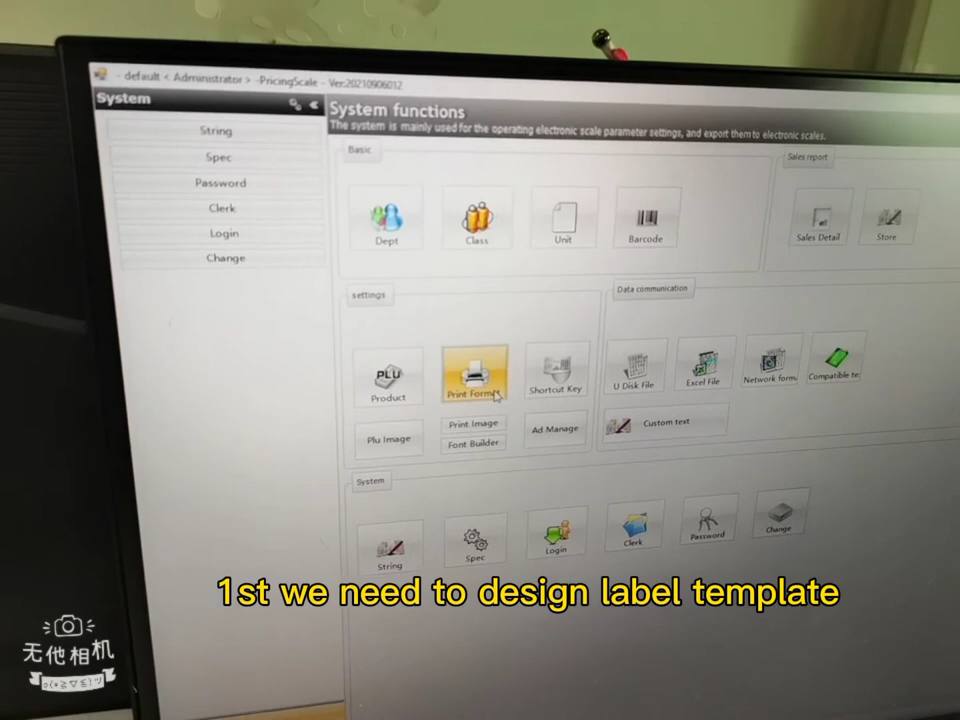 - default < Administrator > -PricingScale - Ver:20210906012
System
String
Spec
Password
Clerk
Login
Change
System functions
The system is mainly used for the operating electronic scale parameter settings, and export them to electronic scales.
Basic
Dept
Class
Unit
Barcode
Sales report
Sales Detail
Store
settings
PLU
Product
Print Format
Shortcut Key
Plu Image
Print Image
Font Builder
Ad Manage
Data communication
U Disk File
Excel File
Network form
Compatible te
Custom text
System
String
Spec
Login
Clerk
Password
Change
1st we need to design label template
无他相机